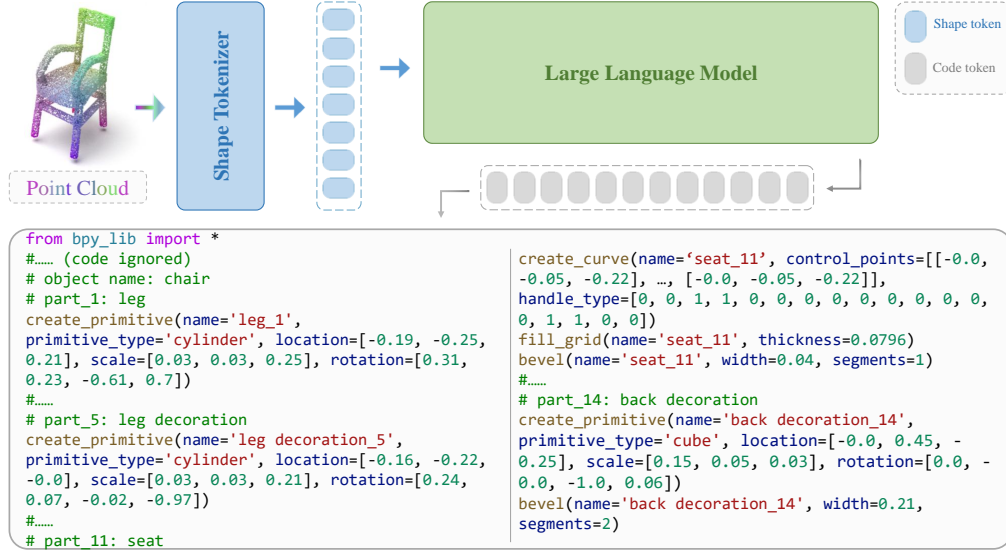 Point Cloud
Shape Tokenizer
Large Language Model
Shape token
Code token
from bpy_lib import *
#…… (code ignored)
# object name: chair
# part_1: leg
create_primitive(name='leg_1',
primitive_type='cylinder', location=[-0.19, -0.25,
0.21], scale=[0.03, 0.03, 0.25], rotation=[0.31,
0.23, -0.61, 0.7])
#……
# part_5: leg decoration
create_primitive(name='leg decoration_5',
primitive_type='cylinder', location=[-0.16, -0.22,
-0.0], scale=[0.03, 0.03, 0.21], rotation=[0.24,
0.07, -0.02, -0.97])
#……
# part_11: seat
create_curve(name=‘seat_11’, control_points=[[-0.0,
-0.05, -0.22], …, [-0.0, -0.05, -0.22]],
handle_type=[0, 0, 1, 1, 0, 0, 0, 0, 0, 0, 0, 0,
0, 1, 1, 0, 0])
fill_grid(name='seat_11', thickness=0.0796)
bevel(name='seat_11', width=0.04, segments=1)
#……
# part_14: back decoration
create_primitive(name='back decoration_14',
primitive_type='cube', location=[-0.0, 0.45, -
0.25], scale=[0.15, 0.05, 0.03], rotation=[0.0, -
0.0, -1.0, 0.06])
bevel(name='back decoration_14', width=0.21,
segments=2)